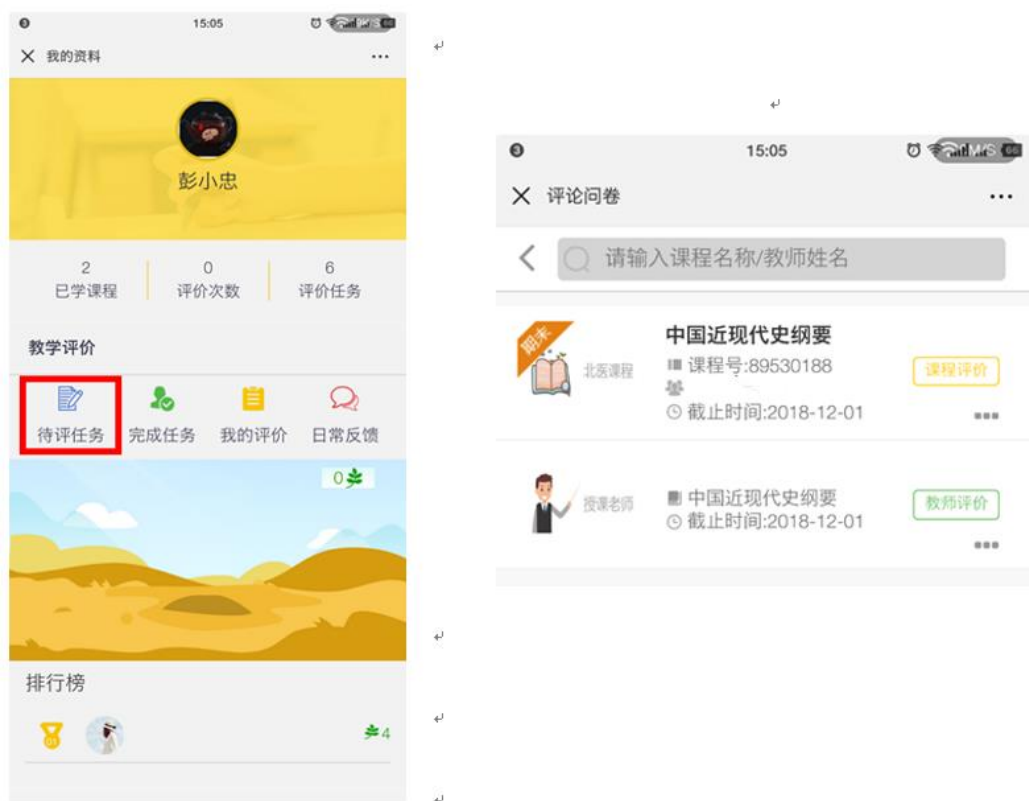 15:05
我的资料
彭小忠
2
0
6
已学课程
评价次数
评价任务
教学评价
待评任务
完成任务
我的评价
日常反馈
0
排行榜
01
4
15:05
66
评论问卷
请输入课程名称/教师姓名
期末
北医课程
中国近现代史纲要
课程号:89530188
截止时间:2018-12-01
课程评价
授课老师
中国近现代史纲要
截止时间:2018-12-01
教师评价